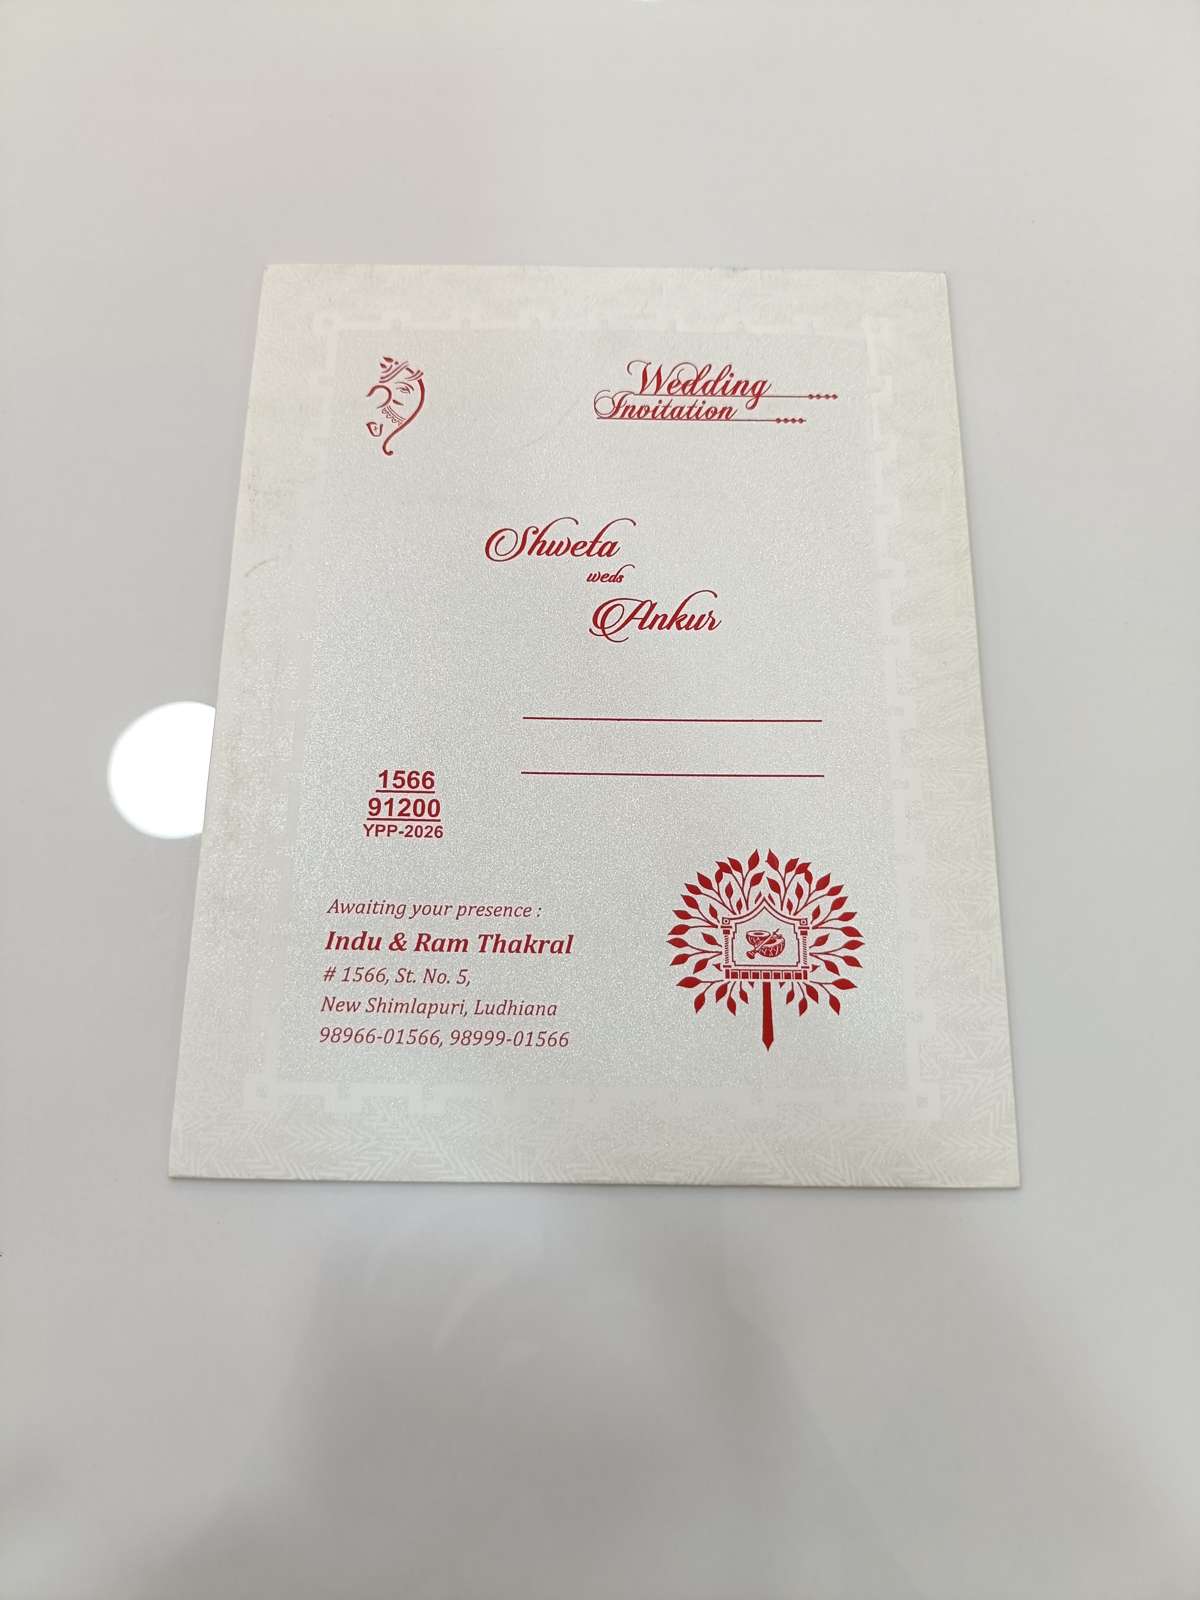 Wedding
Invitation
Shweta
weds
Ankur
1566
91200
YPP-2026
Awaiting your presence :
Indu & Ram Thakral
# 1566, St. No. 5,
New Shimlapuri, Ludhiana
98966-01566, 98999-01566